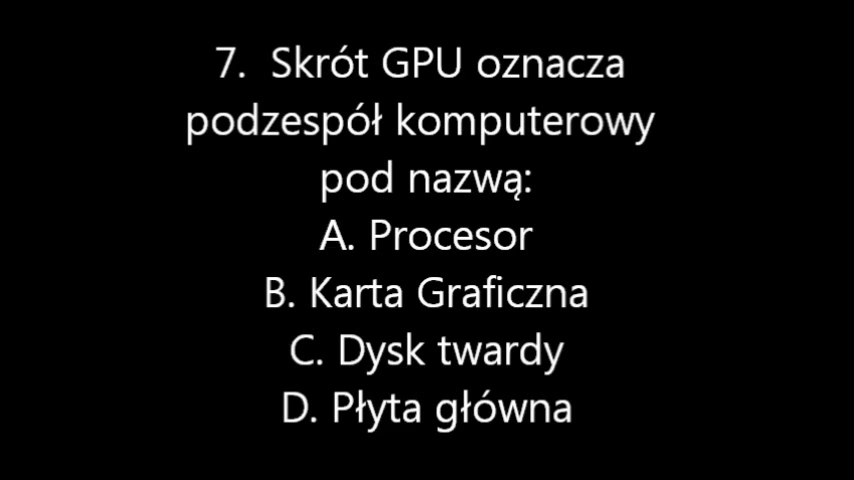 7. Skrót GPU oznacza
podzespół komputerowy
pod nazwą:
A. Procesor
B. Karta Graficzna
C. Dysk twardy
D. Płyta główna